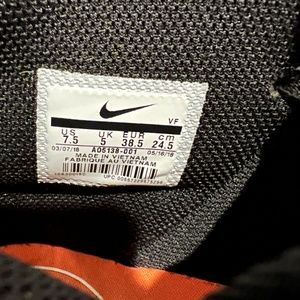 VF
US UK EUR cm
7.5 5 38.5 24.5
03/07/18 AO5138-001 05/16/18
MADE IN VIETNAM
FABRIQUÉ AU VIETNAM